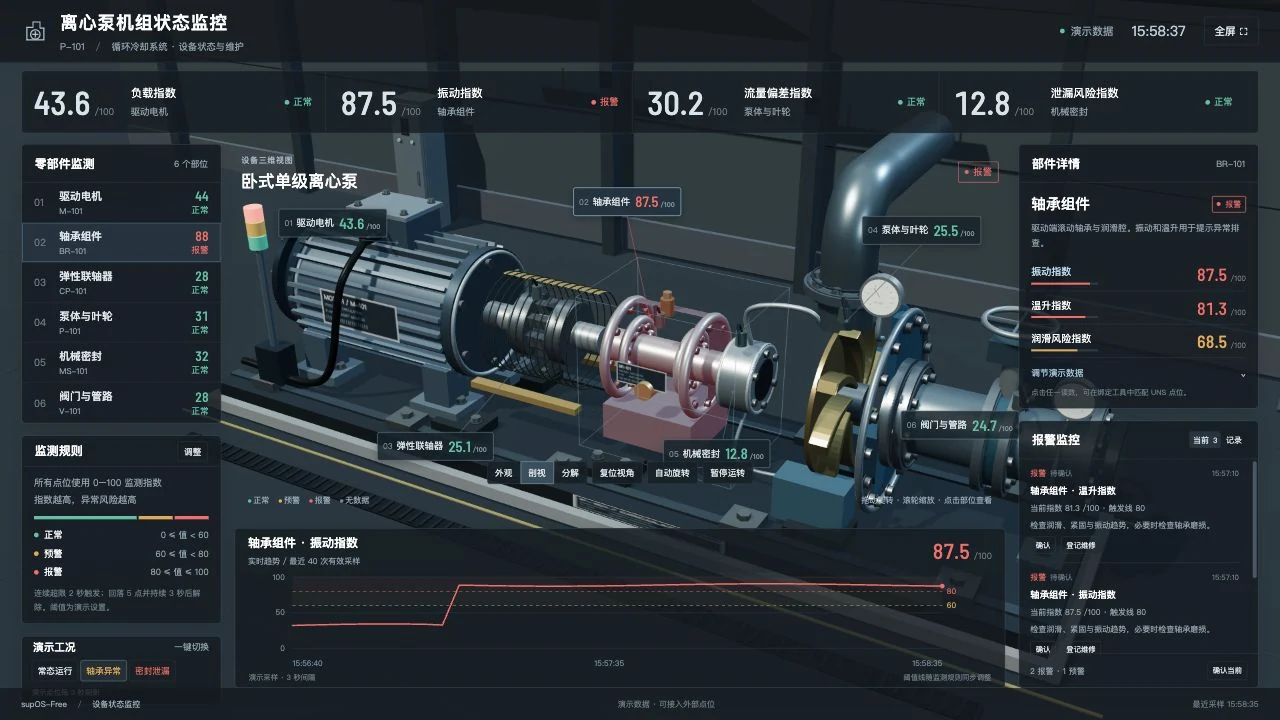 离心泵机组状态监控
P-101 / 循环冷却系统 · 设备状态与维护
演示数据 15:58:37 全屏
43.6 /100 负载指数 驱动电机 正常
87.5 /100 振动指数 轴承组件 报警
30.2 /100 流量偏差指数 泵体与叶轮 正常
12.8 /100 泄漏风险指数 机械密封 正常
零部件监测 6 个部位
01 驱动电机 M-101 44 正常
02 轴承组件 BR-101 88 报警
03 弹性联轴器 CP-101 28 正常
04 泵体与叶轮 P-101 31 正常
05 机械密封 MS-101 32 正常
06 阀门与管路 V-101 28 正常
监测规则 调整
所有点位使用 0—100 监测指数
指数越高，异常风险越高
正常 0 ≤ 值 < 60
预警 60 ≤ 值 < 80
报警 80 ≤ 值 ≤ 100
连续超限 2 秒触发；回落 5 点并持续 3 秒后解
除。阈值为演示设置。
演示工况 一键切换
常态运行 轴承异常 密封泄漏
设备三维视图
卧式单级离心泵
报警
01 驱动电机 43.6 /100
02 轴承组件 87.5 /100
04 泵体与叶轮 25.5 /100
03 弹性联轴器 25.1 /100
05 机械密封 12.8 /100
06 阀门与管路 24.7 /100
外观 剖视 分解 复位视角 自动旋转 暂停运转
正常 预警 报警 无数据
旋转 · 滚轮缩放 · 点击部位查看
轴承组件 · 振动指数
实时趋势 / 最近 40 次有效采样
87.5 /100
100
50
0
80
60
15:56:40 15:57:35 15:58:35
演示采样 · 3 秒间隔
阈值线随监测规则同步调整
部件详情 BR-101
轴承组件 报警
驱动端滚动轴承与润滑腔。振动和温升用于提示异常排
查。
振动指数 87.5 /100
温升指数 81.3 /100
润滑风险指数 68.5 /100
调节演示数据
点击任一读数，可在绑定工具中匹配 UNS 点位。
报警监控 当前 3 记录
报警 待确认 15:57:10
轴承组件 · 温升指数
当前指数 81.3 /100 · 触发线 80
检查润滑、紧固与振动趋势，必要时检查轴承磨损。
确认 登记维修
报警 待确认 15:57:10
轴承组件 · 振动指数
当前指数 87.5 /100 · 触发线 80
检查润滑、紧固与振动趋势，必要时检查轴承磨损。
确认 登记维修
2 报警 · 1 预警 确认当前
supOS-Free / 设备状态监控
演示数据 · 可接入外部点位
最近采样 15:58:35